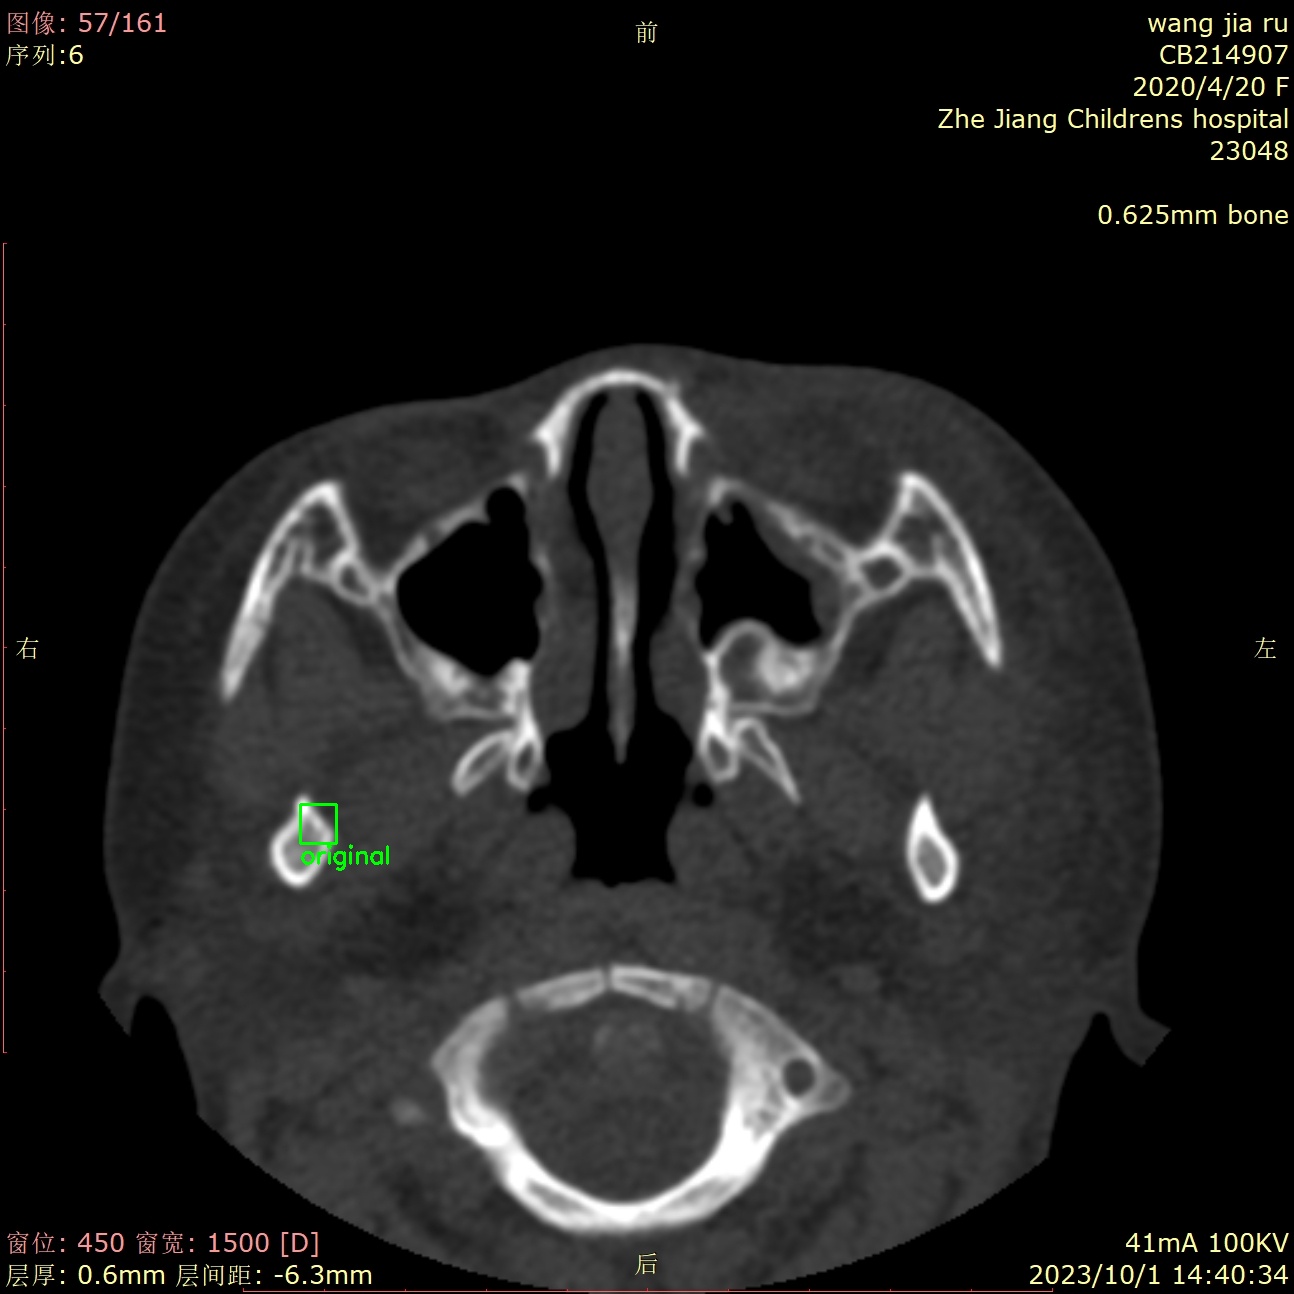 图像: 57/161
序列:6
前
wang jia ru
CB214907
2020/4/20 F
Zhe Jiang Childrens hospital
23048
0.625mm bone
右
左
original
窗位: 450 窗宽: 1500 [D]
层厚: 0.6mm 层间距: -6.3mm
后
41mA 100KV
2023/10/1 14:40:34